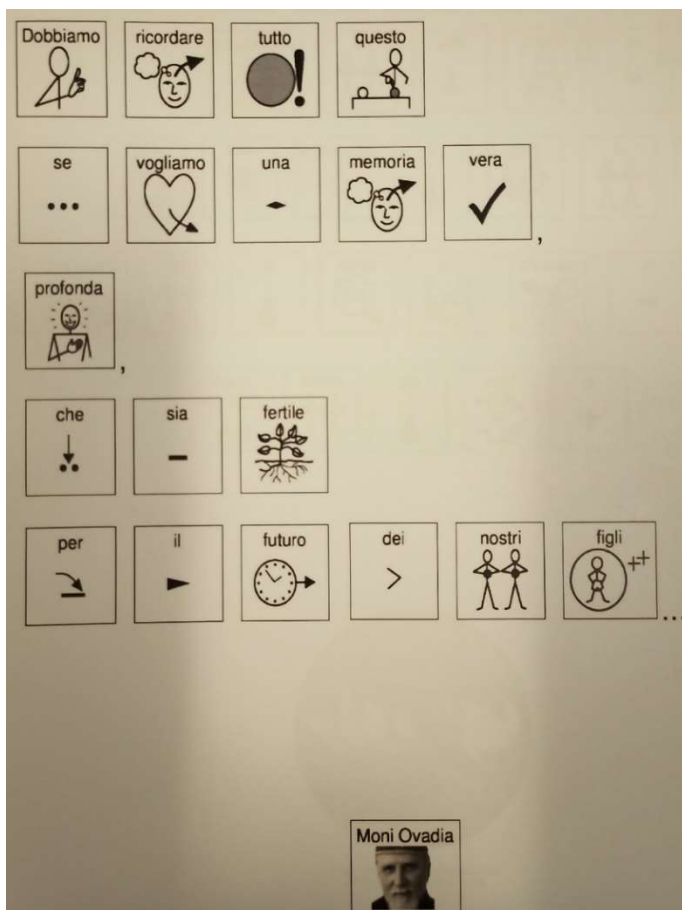 Dobbiamo ricordare tutto questo
se vogliamo una memoria vera,
profonda,
che sia fertile
per il futuro dei nostri figli...
Moni Ovadia